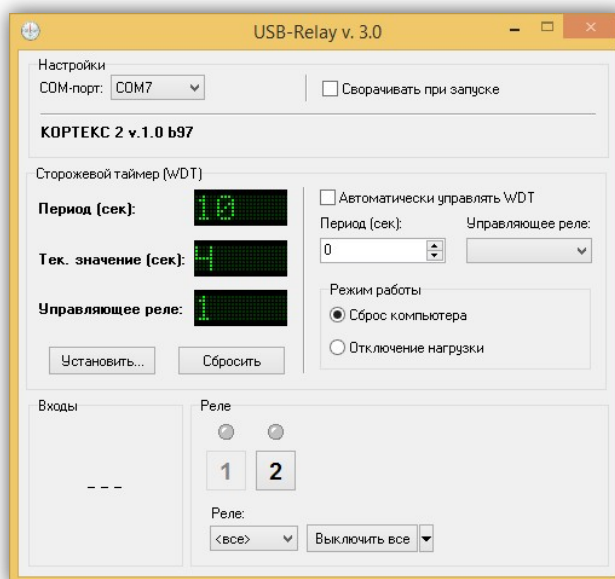 USB-Relay v. 3.0
Настройки
COM-порт: COM7
Сворачивать при запуске
КОРТЕКС 2 v.1.0 b97
Сторожевой таймер (WDT)
Период (сек): 10
Тек. значение (сек): 4
Управляющее реле: 1
Установить... Сбросить
Автоматически управлять WDT
Период (сек): Управляющее реле:
0
Режим работы
Сброс компьютера
Отключение нагрузки
Входы
- - -
Реле
1 2
Реле:
<все> Выключить все